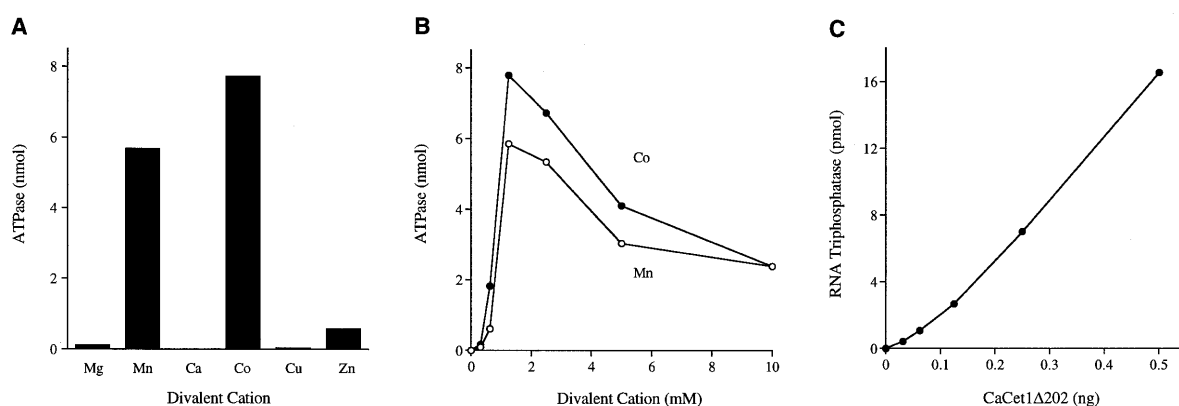 A
8
6
4
2
0
ATPase (nmol)
Mg Mn Ca Co Cu Zn
Divalent Cation
B
8
6
4
2
0
ATPase (nmol)
Co
Mn
0 2 4 6 8 10
Divalent Cation (mM)
C
16
12
8
4
0
RNA Triphosphatase (pmol)
0 0.1 0.2 0.3 0.4 0.5
CaCet1Δ202 (ng)